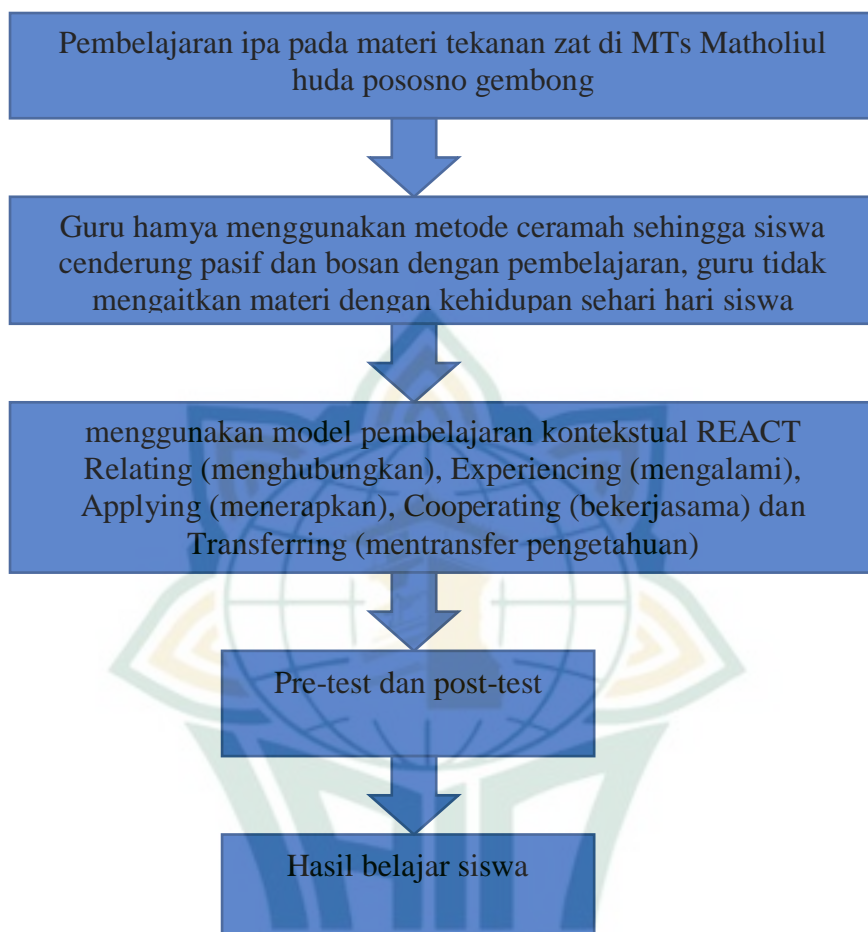 Pembelajaran ipa pada materi tekanan zat di MTs Matholiul
huda pososno gembong
Guru hamya menggunakan metode ceramah sehingga siswa
cenderung pasif dan bosan dengan pembelajaran, guru tidak
mengaitkan materi dengan kehidupan sehari hari siswa
menggunakan model pembelajaran kontekstual REACT
Relating (menghubungkan), Experiencing (mengalami),
Applying (menerapkan), Cooperating (bekerjasama) dan
Transferring (mentransfer pengetahuan)
Pre-test dan post-test
Hasil belajar siswa